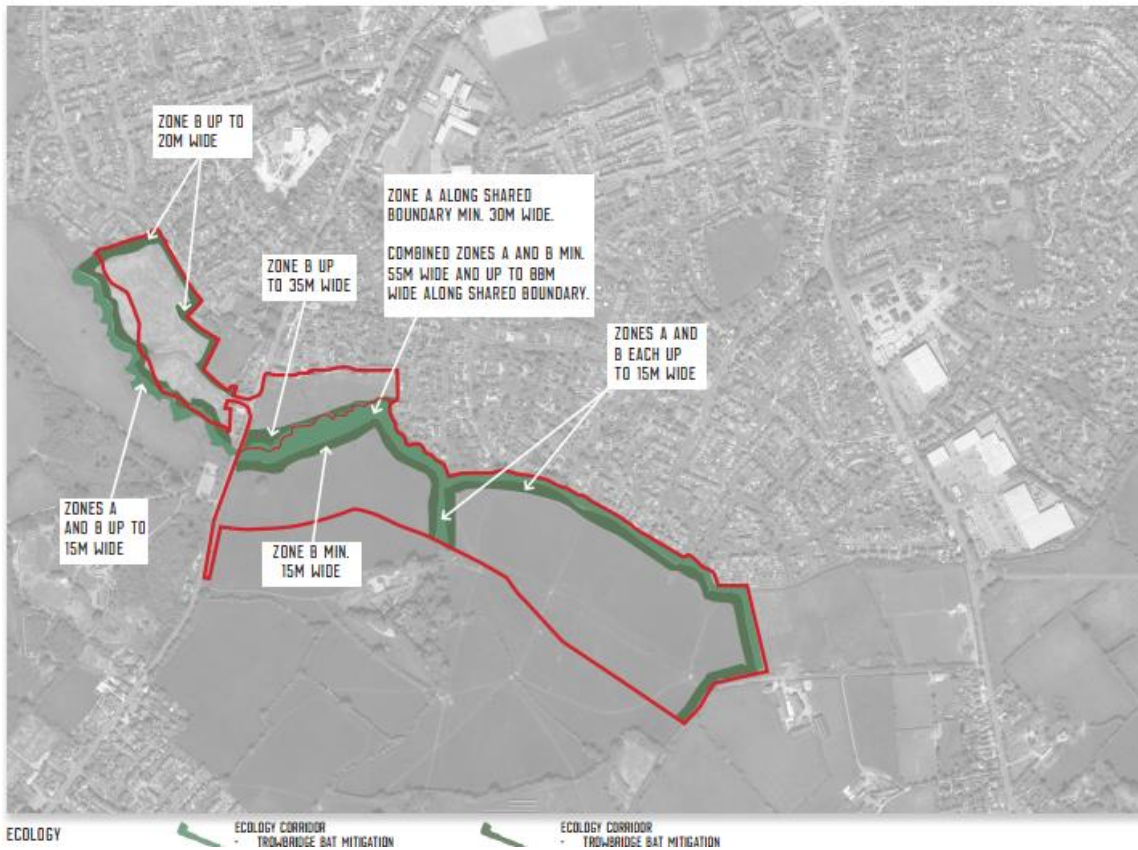 ZONE B UP TO
20M WIDE
ZONE A ALONG SHARED
BOUNDARY MIN. 30M WIDE.
COMBINED ZONES A AND B MIN.
55M WIDE AND UP TO 88M
WIDE ALONG SHARED BOUNDARY.
ZONE B UP
TO 35M WIDE
ZONES A AND
B EACH UP
TO 15M WIDE
ZONES A
AND B UP TO
15M WIDE
ZONE B MIN.
15M WIDE
ECOLOGY
ECOLOGY CORRIDOR
- TROWBRIDGE BAT MITIGATION
ECOLOGY CORRIDOR
- TROWBRIDGE BAT MITIGATION